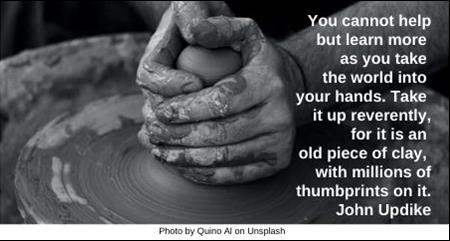 You cannot help
but learn more
as you take
the world into
your hands. Take
it up reverently,
for it is an
old piece of clay,
with millions of
thumbprints on it.
John Updike
Photo by Quino Al on Unsplash